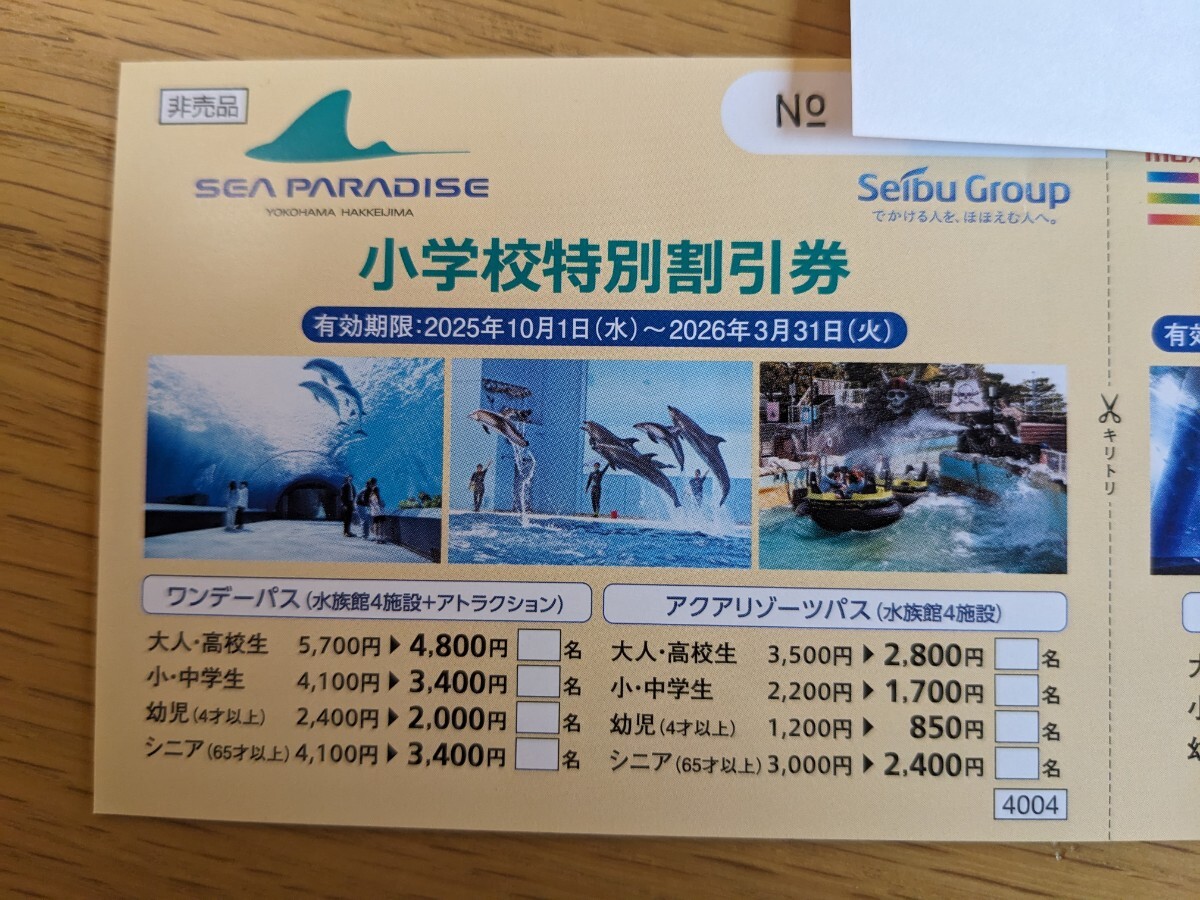 非売品
№
SEA PARADISE
YOKOHAMA HAKKEIJIMA
Seibu Group
でかける人を、ほほえむ人へ。
小学校特別割引券
有効期限:2025年10月1日(水)～2026年3月31日(火)
キリトリ
ワンデーパス(水族館4施設+アトラクション)
大人・高校生 5,700円▶4,800円 名
小・中学生 4,100円▶3,400円 名
幼児(4才以上) 2,400円▶2,000円 名
シニア(65才以上) 4,100円▶3,400円 名
アクアリゾーツパス(水族館4施設)
大人・高校生 3,500円▶2,800円 名
小・中学生 2,200円▶1,700円 名
幼児(4才以上) 1,200円▶850円 名
シニア(65才以上) 3,000円▶2,400円 名
4004
有